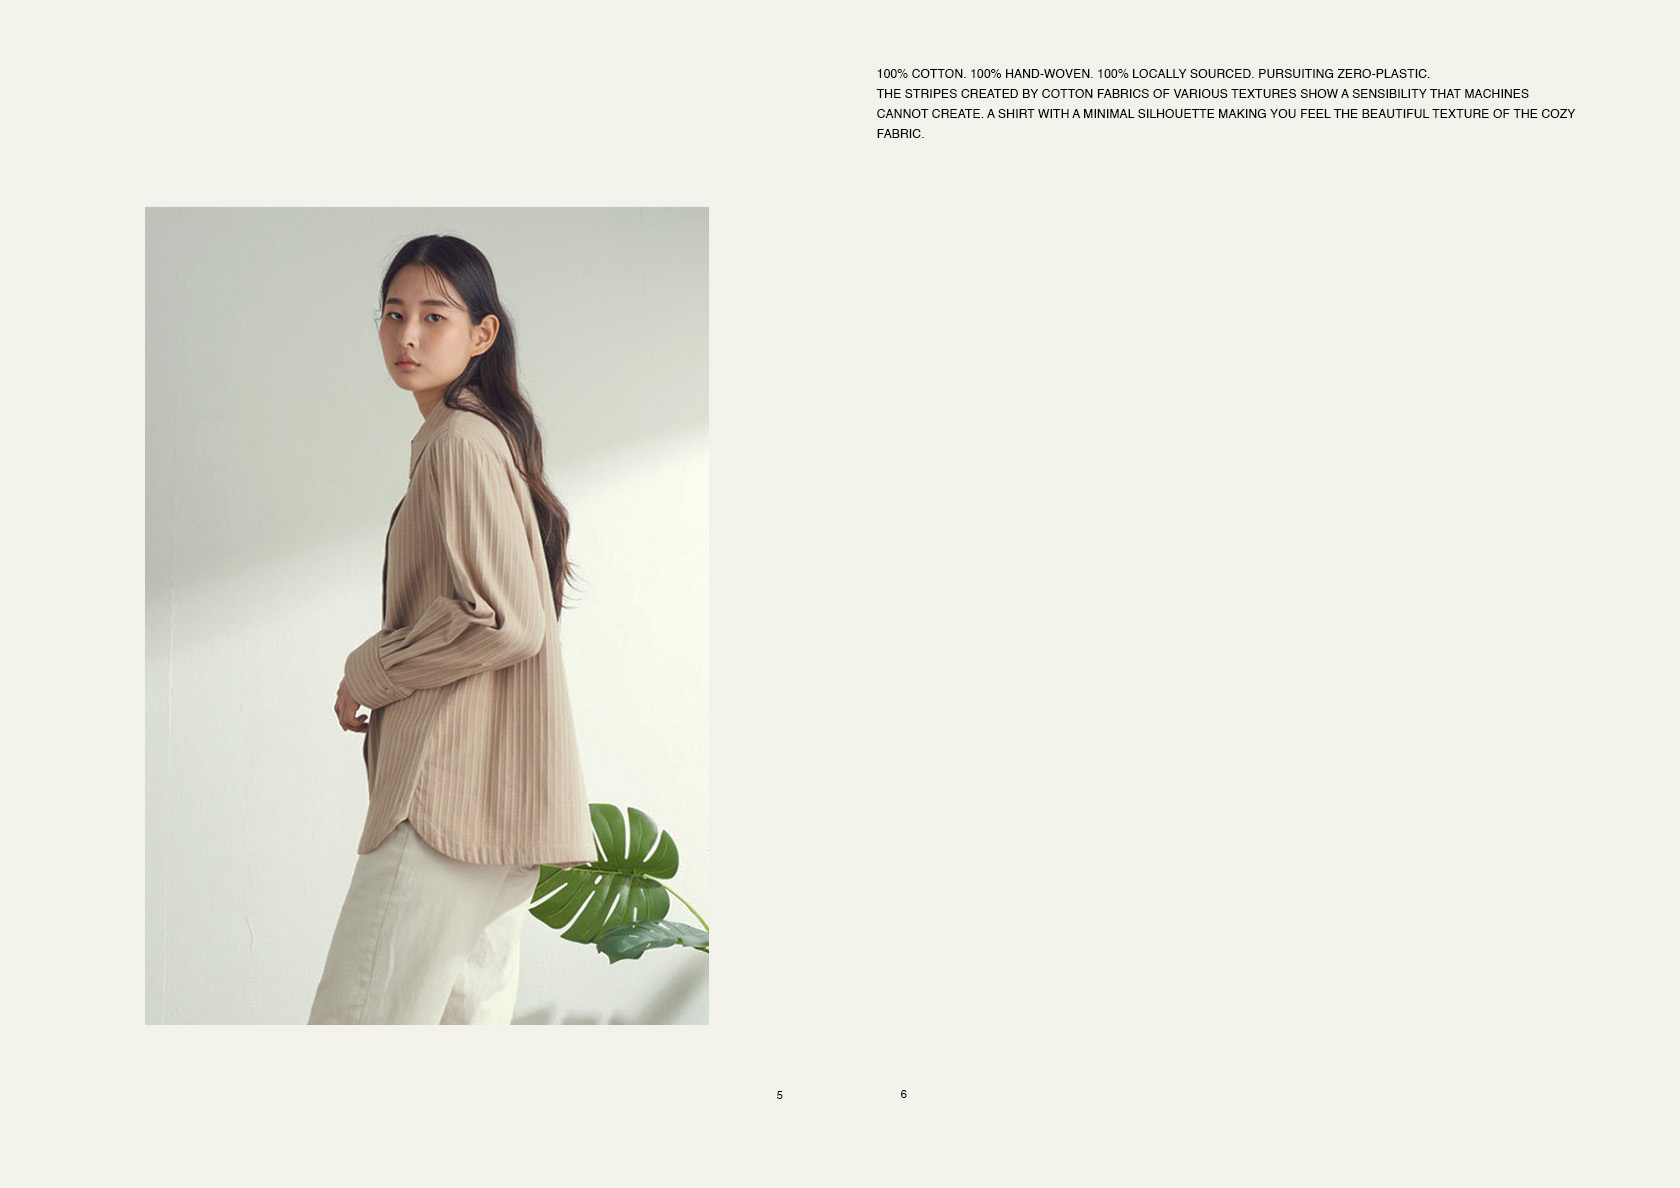 100% COTTON. 100% HAND-WOVEN. 100% LOCALLY SOURCED. PURSUITING ZERO-PLASTIC.
THE STRIPES CREATED BY COTTON FABRICS OF VARIOUS TEXTURES SHOW A SENSIBILITY THAT MACHINES
CANNOT CREATE. A SHIRT WITH A MINIMAL SILHOUETTE MAKING YOU FEEL THE BEAUTIFUL TEXTURE OF THE COZY
FABRIC.
5
6